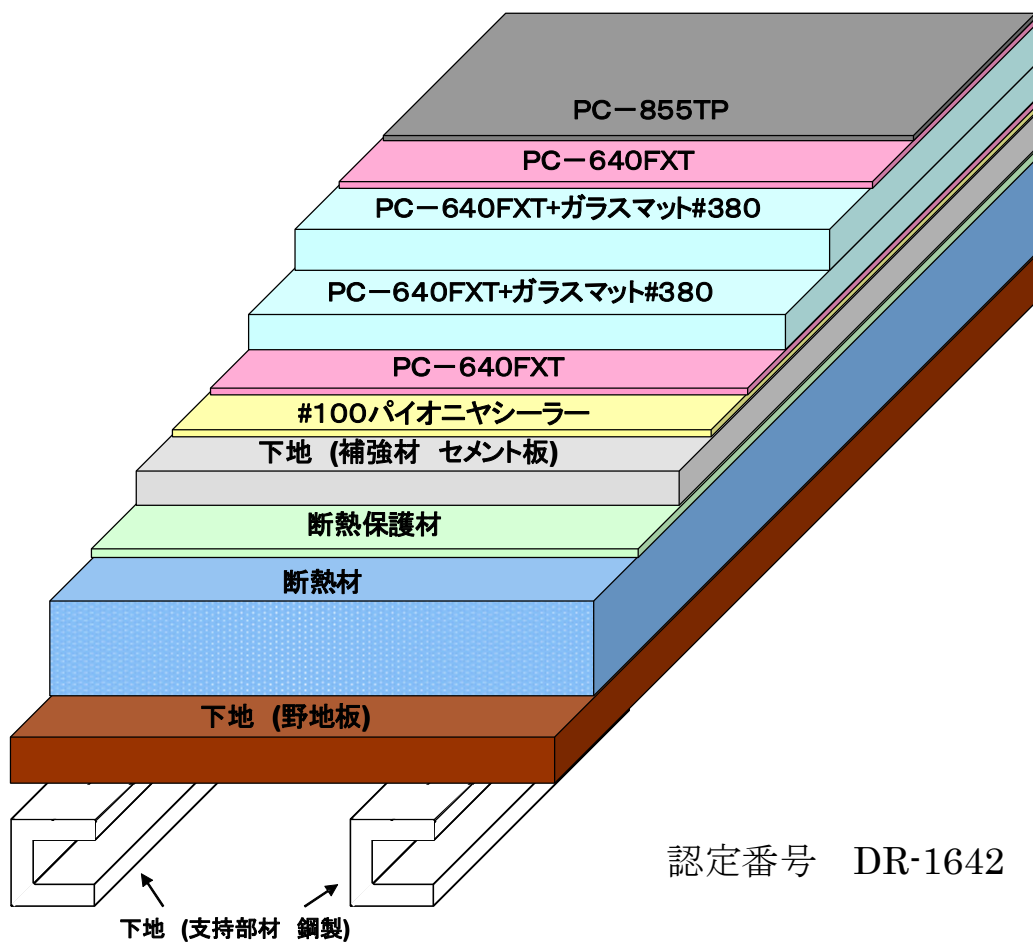 PC－855TP
PC－640FXT
PC－640FXT+ガラスマット#380
PC－640FXT+ガラスマット#380
PC－640FXT
#100パイオニヤシーラー
下地 (補強材　セメント板)
断熱保護材
断熱材
下地 (野地板)
認定番号　DR-1642
下地 (支持部材　鋼製)